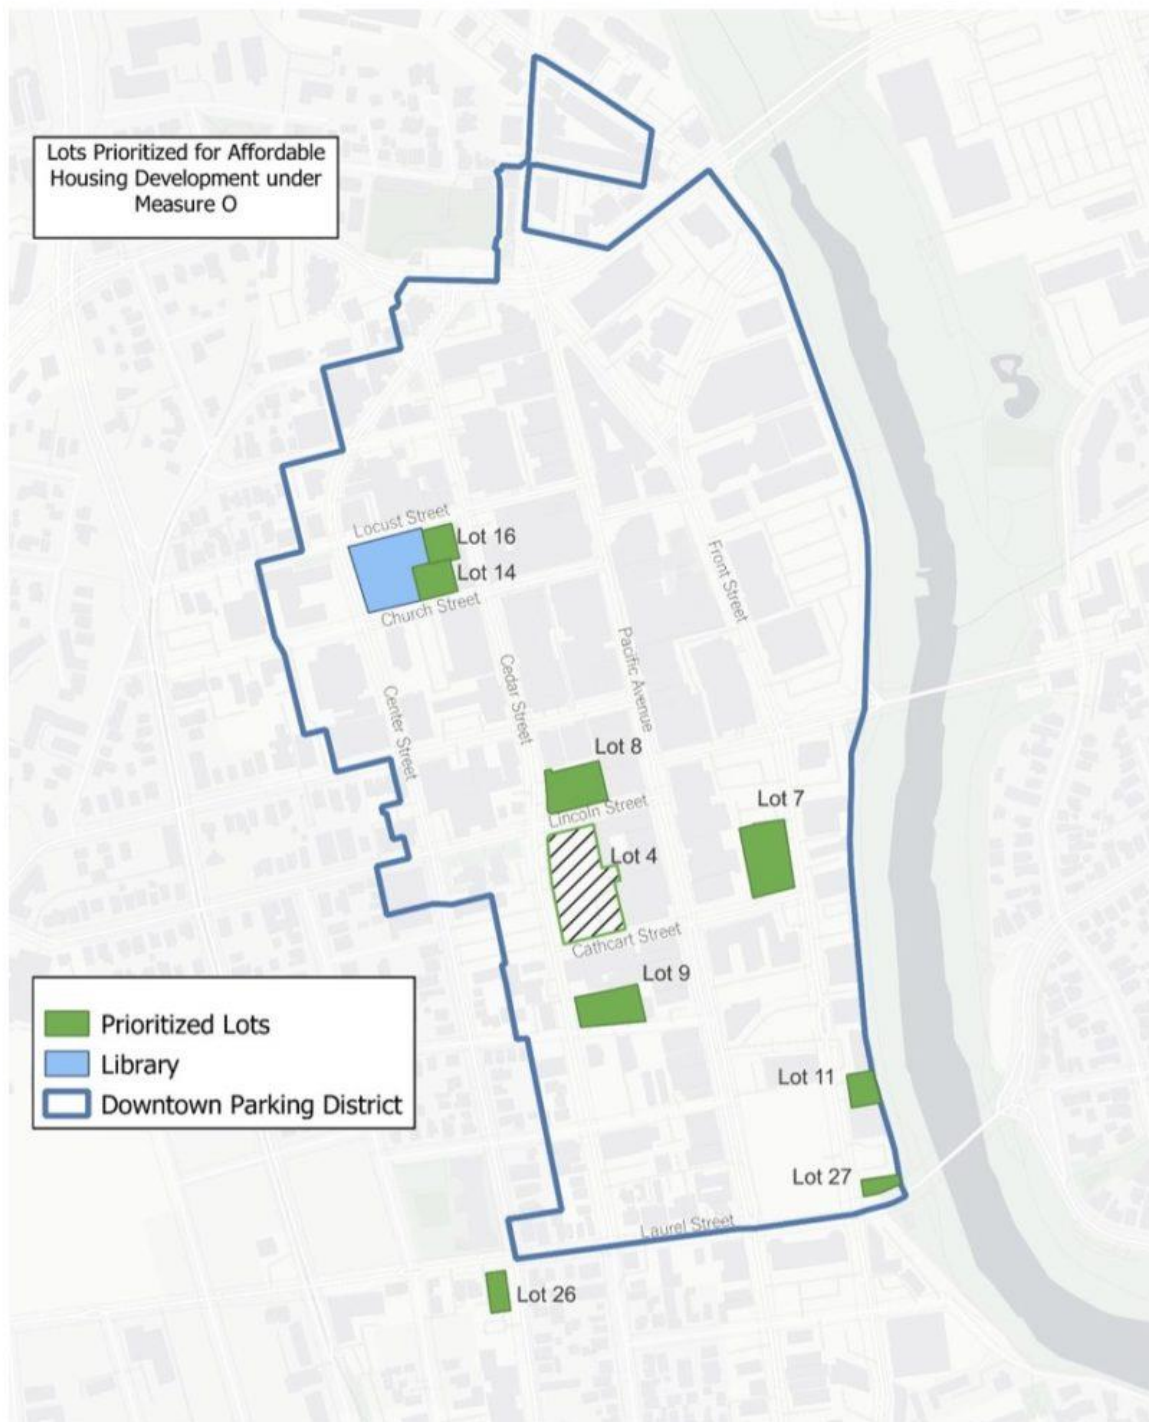 Lots Prioritized for Affordable
Housing Development under
Measure O
Locust Street
Lot 16
Lot 14
Church Street
Front Street
Pacific Avenue
Cedar Street
Center Street
Lot 8
Lincoln Street
Lot 7
Lot 4
Cathcart Street
Lot 9
Prioritized Lots
Library
Downtown Parking District
Lot 11
Lot 27
Laurel Street
Lot 26